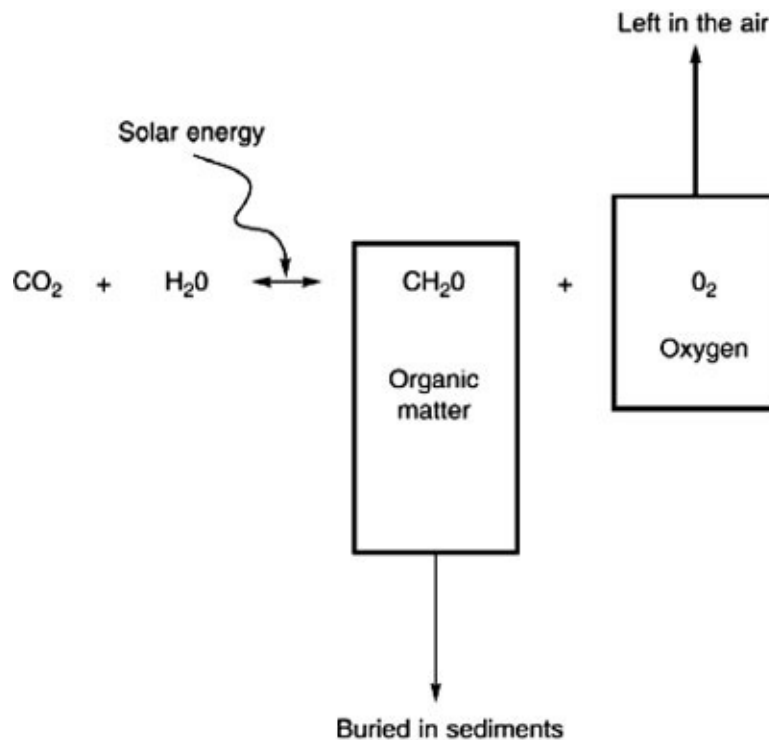 Left in the air
Solar energy
CO₂ + H₂0 CH₂0 + 0₂
Organic
matter
Oxygen
Buried in sediments